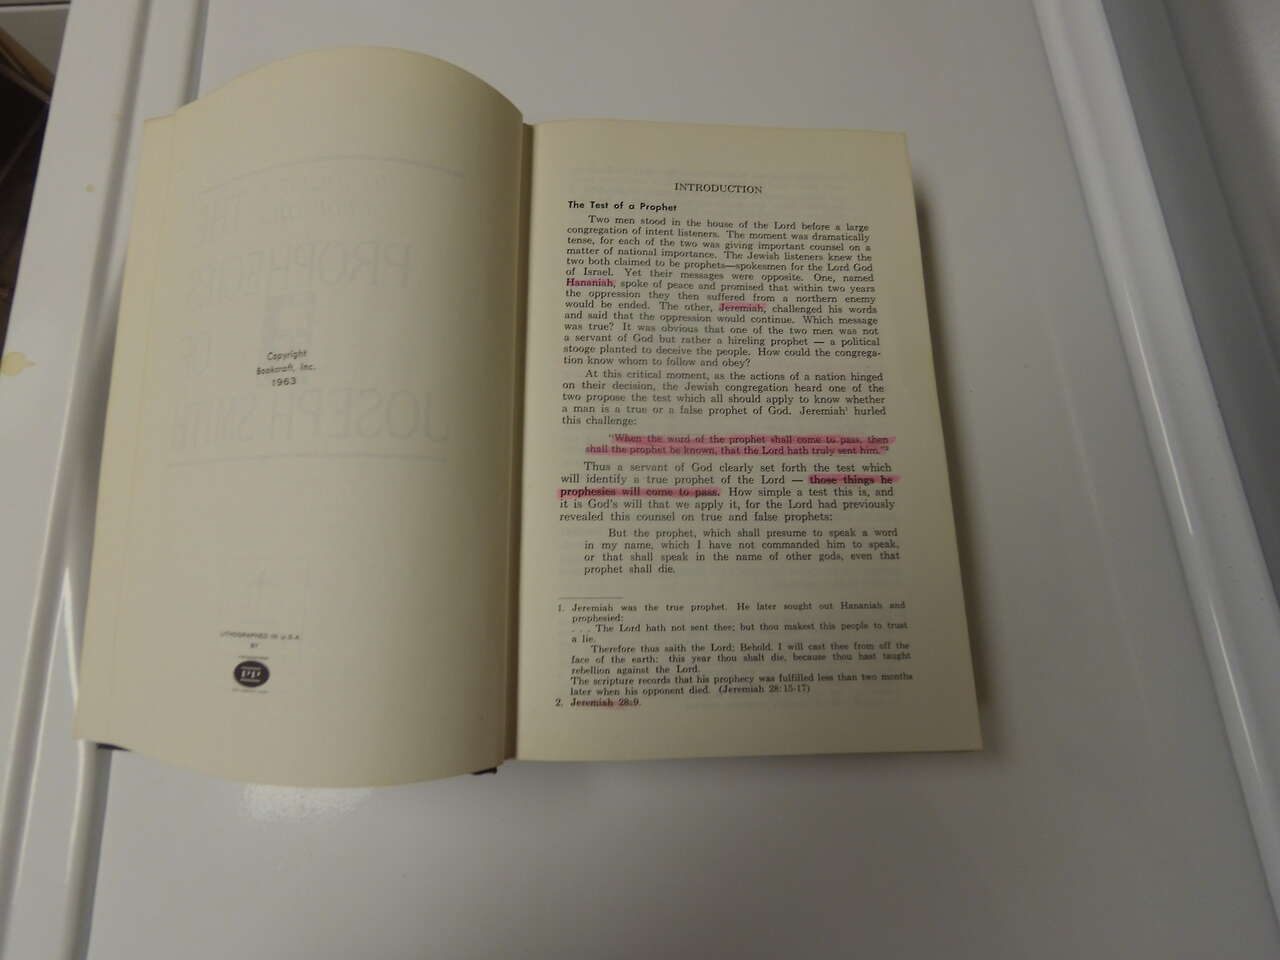 Copyright
Bookcraft, Inc.
1963
LITHOGRAPHED IN U.S.A.
BY
INTRODUCTION
The Test of a Prophet
Two men stood in the house of the Lord before a large
congregation of intent listeners. The moment was dramatically
tense, for each of the two was giving important counsel on a
matter of national importance. The Jewish listeners knew the
two both claimed to be prophets—spokesmen for the Lord God
of Israel. Yet their messages were opposite. One, named
Hananiah, spoke of peace and promised that within two years
the oppression they then suffered from a northern enemy
would be ended. The other, Jeremiah, challenged his words
and said that the oppression would continue. Which message
was true? It was obvious that one of the two men was not
a servant of God but rather a hireling prophet — a political
stooge planted to deceive the people. How could the congrega-
tion know whom to follow and obey?
At this critical moment, as the actions of a nation hinged
on their decision, the Jewish congregation heard one of the
two propose the test which all should apply to know whether
a man is a true or a false prophet of God. Jeremiah¹ hurled
this challenge:
"When the word of the prophet shall come to pass, then
shall the prophet be known, that the Lord hath truly sent him."²
Thus a servant of God clearly set forth the test which
will identify a true prophet of the Lord — those things he
prophesies will come to pass. How simple a test this is, and
it is God's will that we apply it, for the Lord had previously
revealed this counsel on true and false prophets:
But the prophet, which shall presume to speak a word
in my name, which I have not commanded him to speak,
or that shall speak in the name of other gods, even that
prophet shall die.
1. Jeremiah was the true prophet. He later sought out Hananiah and
prophesied:
. . . The Lord hath not sent thee; but thou makest this people to trust
a lie.
Therefore thus saith the Lord; Behold, I will cast thee from off the
face of the earth: this year thou shalt die, because thou hast taught
rebellion against the Lord.
The scripture records that his prophecy was fulfilled less than two months
later when his opponent died. (Jeremiah 28:15-17)
2. Jeremiah 28:9.